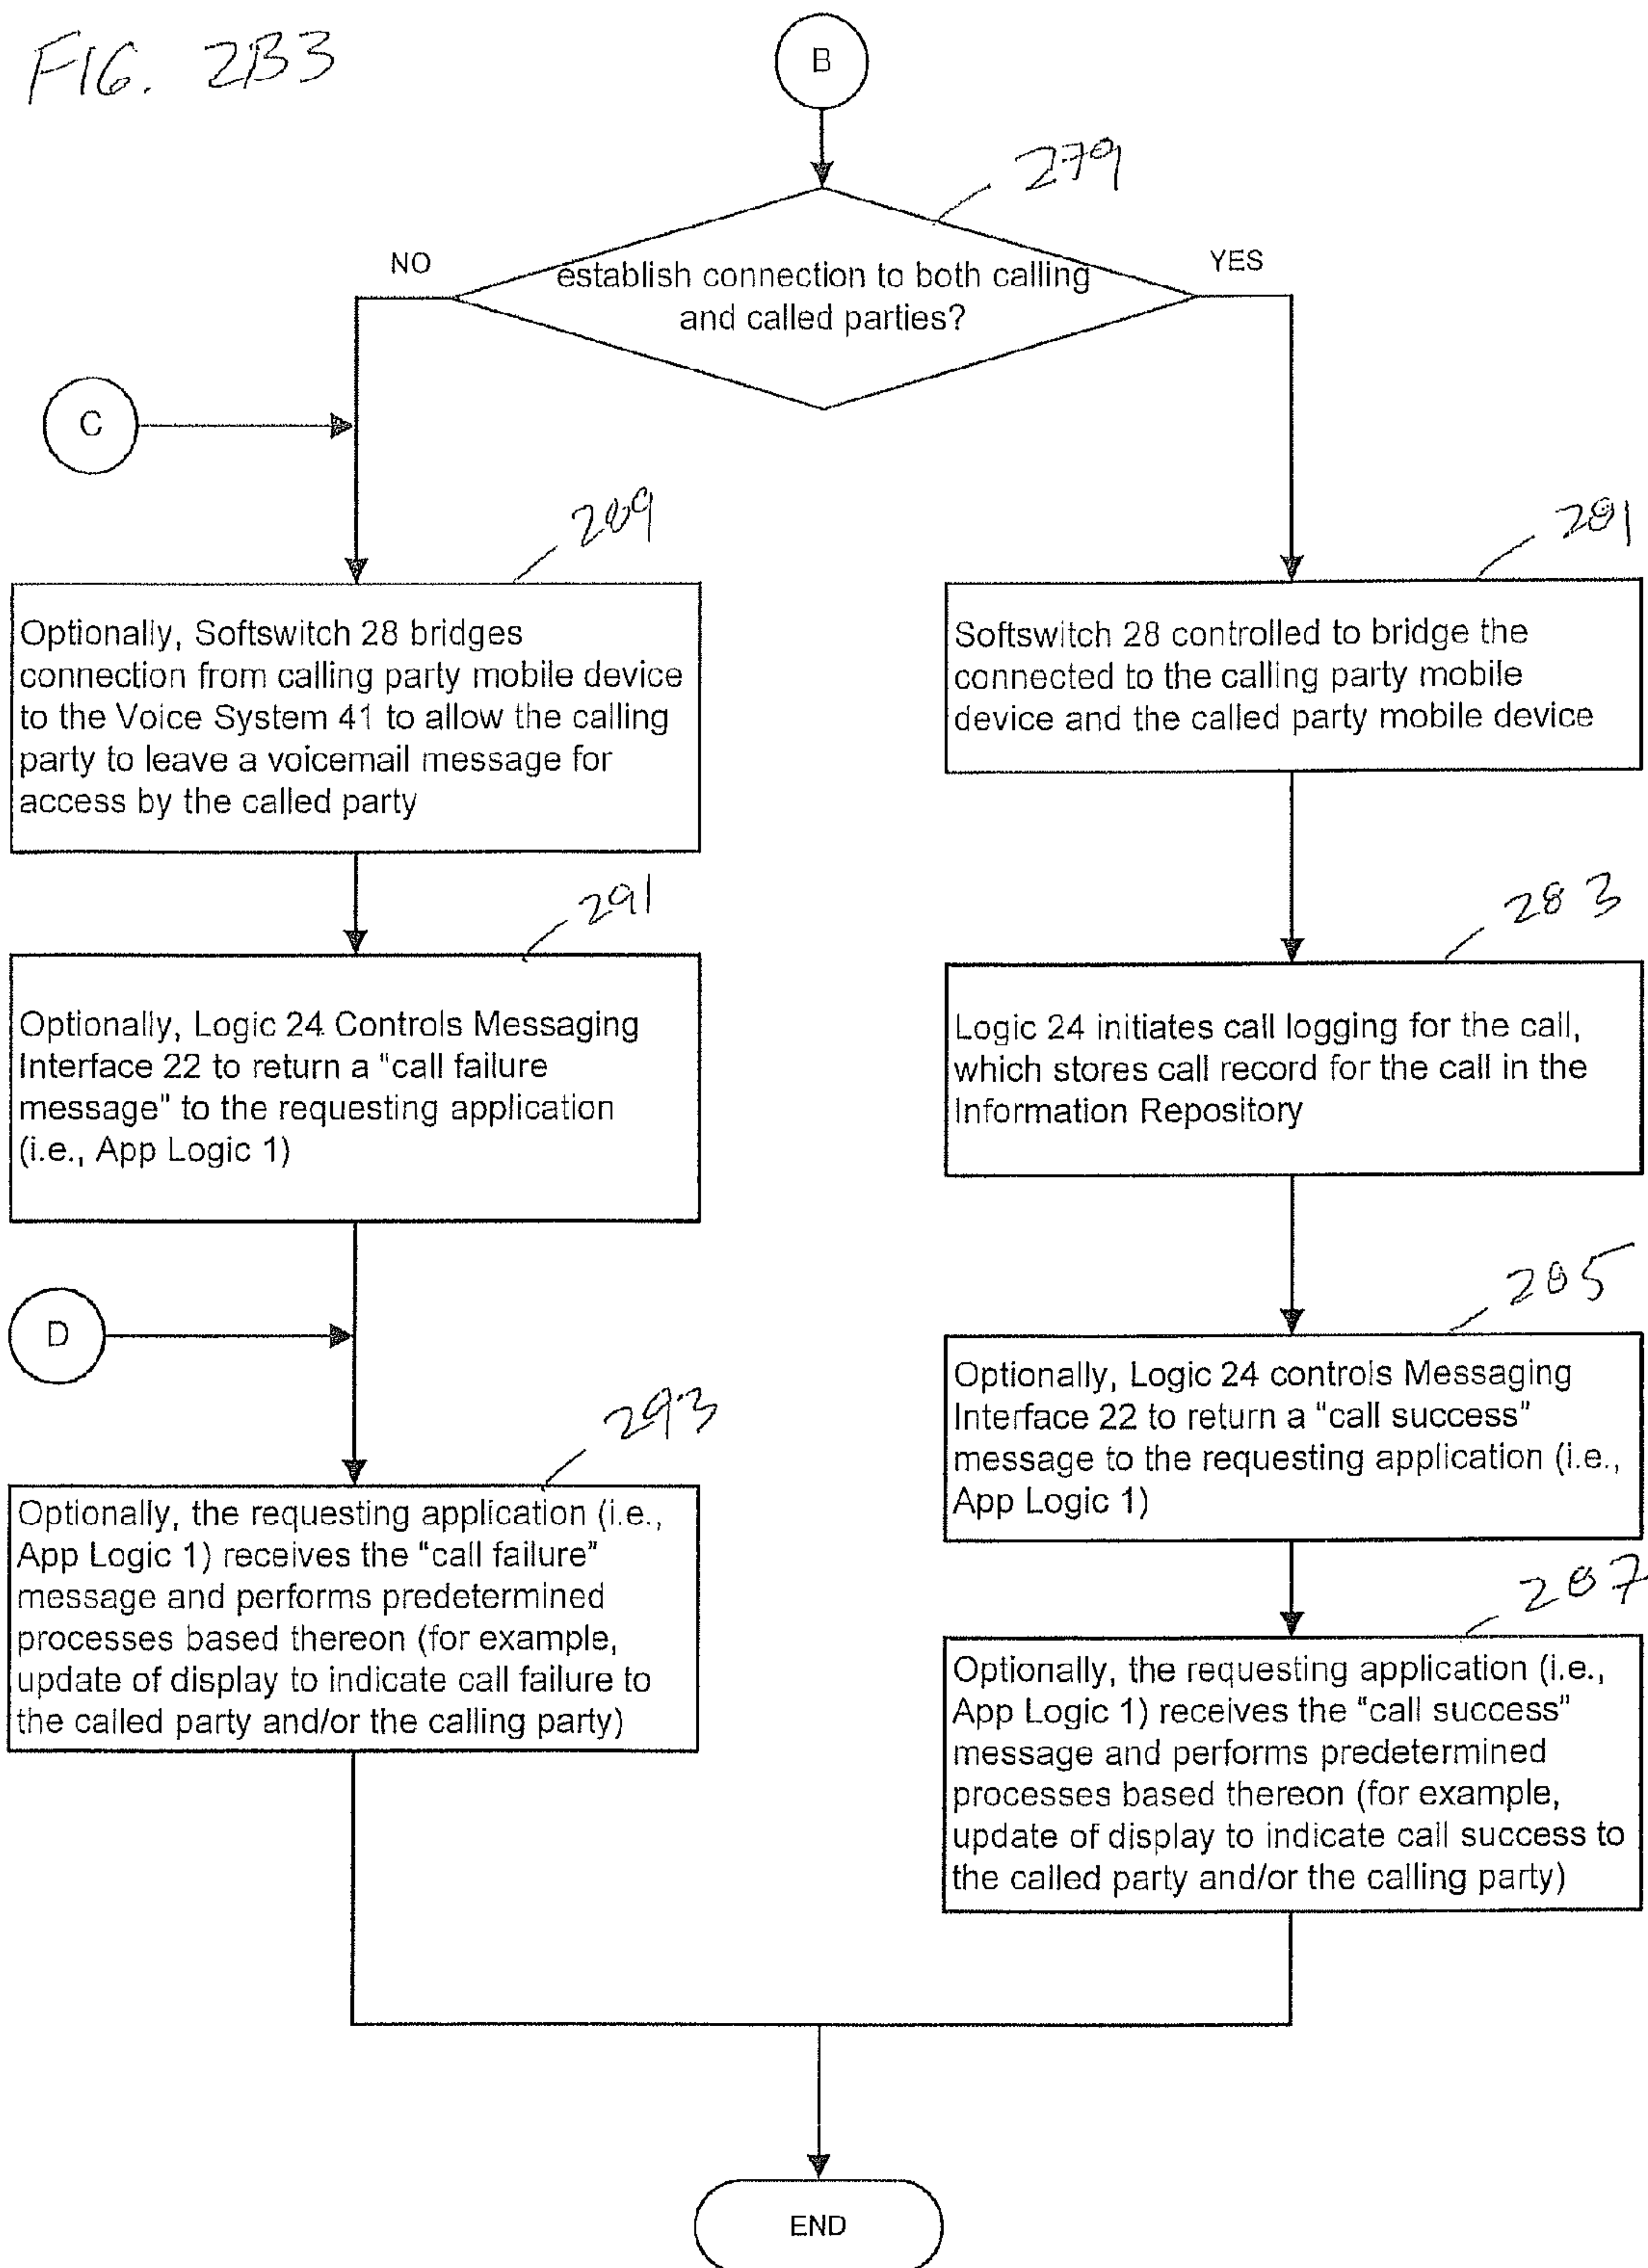 FIG. 2B3
B
279
NO
YES
establish connection to both calling
and called parties?
C
289
Optionally, Softswitch 28 bridges
connection from calling party mobile device
to the Voice System 41 to allow the calling
party to leave a voicemail message for
access by the called party
281
Softswitch 28 controlled to bridge the
connected to the calling party mobile
device and the called party mobile device
291
Optionally, Logic 24 Controls Messaging
Interface 22 to return a "call failure
message" to the requesting application
(i.e., App Logic 1)
283
Logic 24 initiates call logging for the call,
which stores call record for the call in the
Information Repository
D
285
Optionally, Logic 24 controls Messaging
Interface 22 to return a "call success"
message to the requesting application (i.e.,
App Logic 1)
293
Optionally, the requesting application (i.e.,
App Logic 1) receives the "call failure"
message and performs predetermined
processes based thereon (for example,
update of display to indicate call failure to
the called party and/or the calling party)
287
Optionally, the requesting application (i.e.,
App Logic 1) receives the "call success"
message and performs predetermined
processes based thereon (for example,
update of display to indicate call success to
the called party and/or the calling party)
END